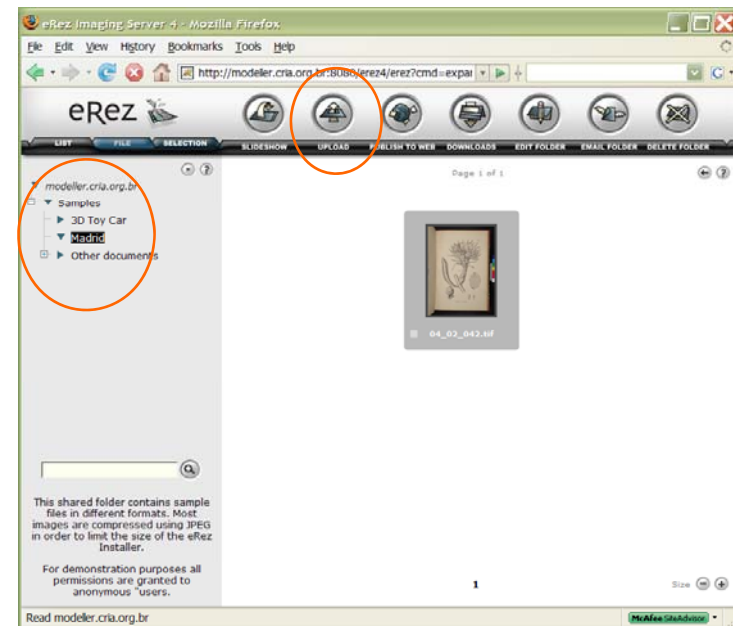 eRez Imaging Server 4 - Mozilla Firefox
File Edit View History Bookmarks Tools Help
http://modeller.cria.org.br:8080/erez4/erez?cmd=expar
eRez
LIST FILE SELECTION SLIDESHOW UPLOAD PUBLISH TO WEB DOWNLOADS EDIT FOLDER EMAIL FOLDER DELETE FOLDER
Page 1 of 1
modeller.cria.org.br
Samples
3D Toy Car
Madrid
Other documents
04_02_042.tif
This shared folder contains sample
files in different formats. Most
images are compressed using JPEG
in order to limit the size of the eRez
Installer.
For demonstration purposes all
permissions are granted to
anonymous "users.
1
Size
Read modeller.cria.org.br
McAfee SiteAdvisor